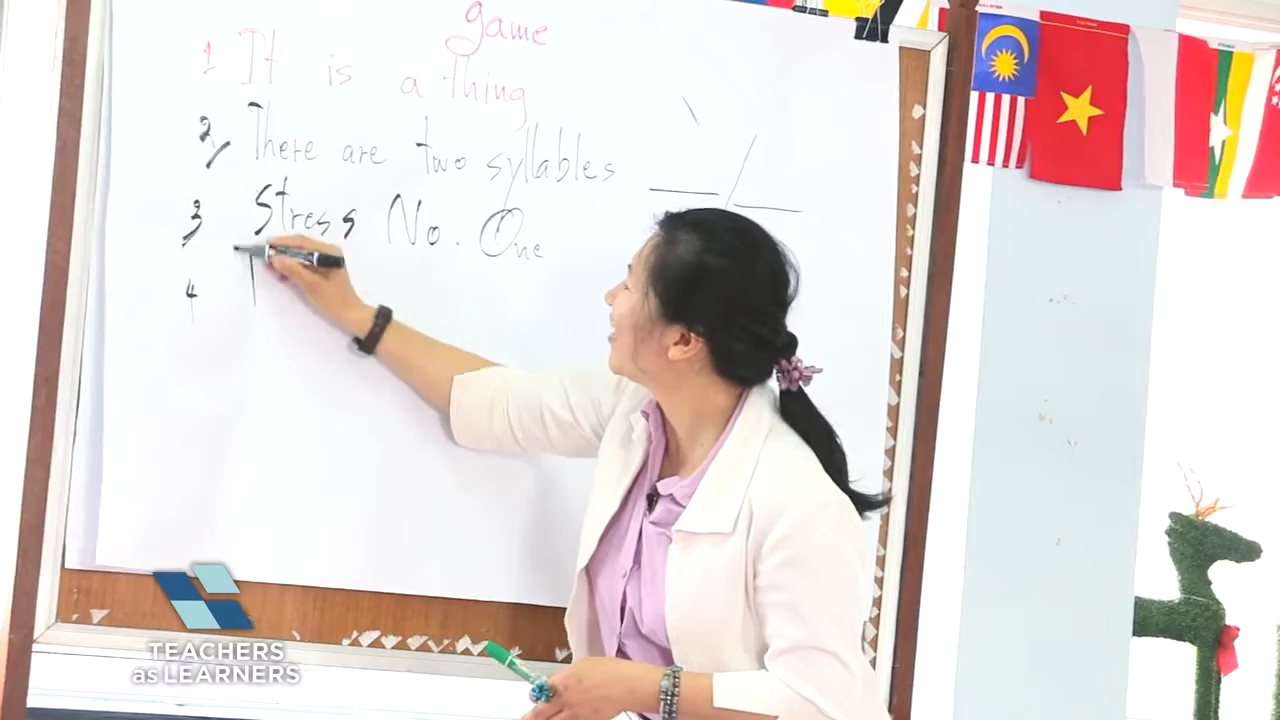 game
1 It is a thing
2, There are two syllables
3, Stress No. One
4
TEACHERS
as LEARNERS